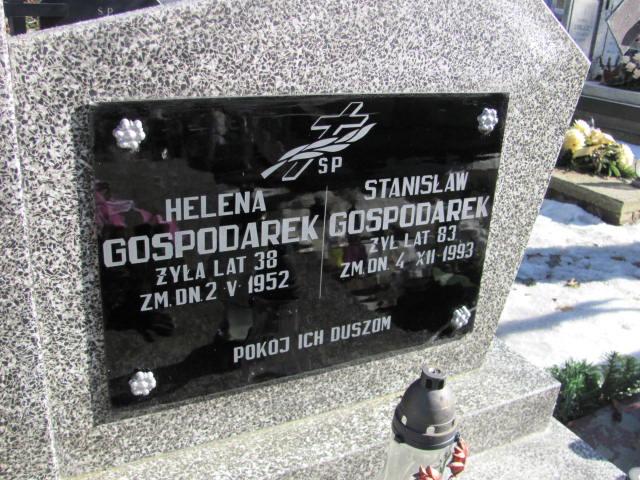 ŚP
HELENA
GOSPODAREK
ŻYŁA LAT 38
ZM. DN. 2 V 1952
STANISŁAW
GOSPODAREK
ŻYŁ LAT 83
ZM. DN. 4 XII 1993
POKÓJ ICH DUSZOM